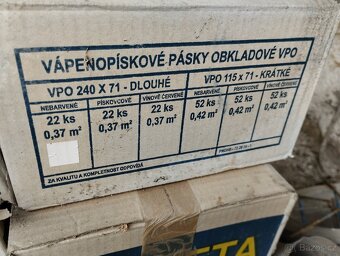 VÁPENOPÍSKOVÉ PÁSKY OBKLADOVÉ VPO
VPO 240 X 71 - DLOUHÉ
VPO 115 x 71 - KRÁTKÉ
NEBARVENÉ PÍSKOVCOVÉ VÍNOVĚ ČERVENÉ NEBARVENÉ PÍSKOVCOVÉ VÍNOVĚ ČERVENÉ
22 ks 22 ks 22 ks 52 ks 52 ks 52 ks
0,37 m² 0,37 m² 0,37 m² 0,42 m² 0,42 m² 0,42 m²
ZA KVALITU A KOMPLETNOST ODPOVÍDÁ